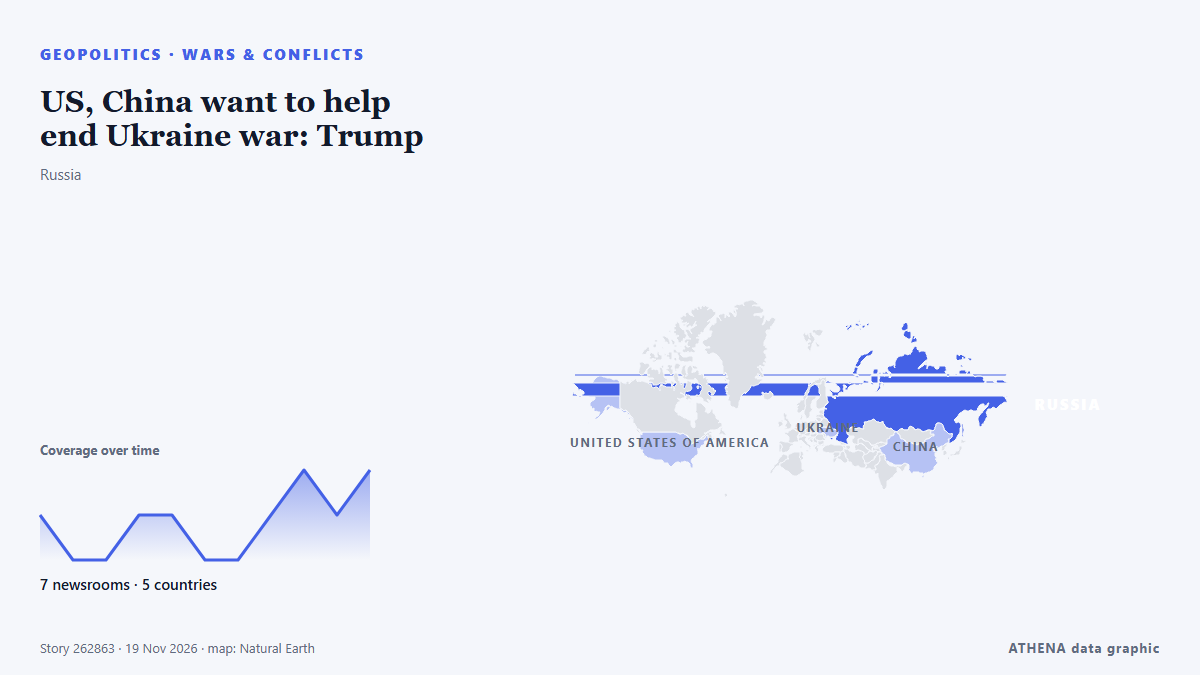 GEOPOLITICS · WARS & CONFLICTS
US, China want to help
end Ukraine war: Trump
Russia
RUSSIA
UKRAINE
UNITED STATES OF AMERICA
CHINA
Coverage over time
7 newsrooms · 5 countries
Story 262863 · 19 Nov 2026 · map: Natural Earth
ATHENA data graphic